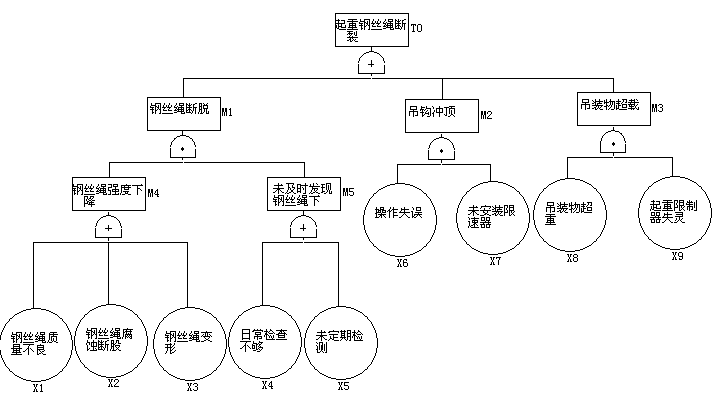 起重钢丝绳断
裂
T0
+
钢丝绳断脱
M1
吊钩冲顶
M2
吊装物超载
M3
·
·
·
钢丝绳强度下
降
M4
未及时发现
钢丝绳下
M5
操作失误
X6
未安装限
速器
X7
吊装物超
重
X8
起重限制
器失灵
X9
+
+
钢丝绳质
量不良
X1
钢丝绳腐
蚀断股
X2
钢丝绳变
形
X3
日常检查
不够
X4
未定期检
测
X5